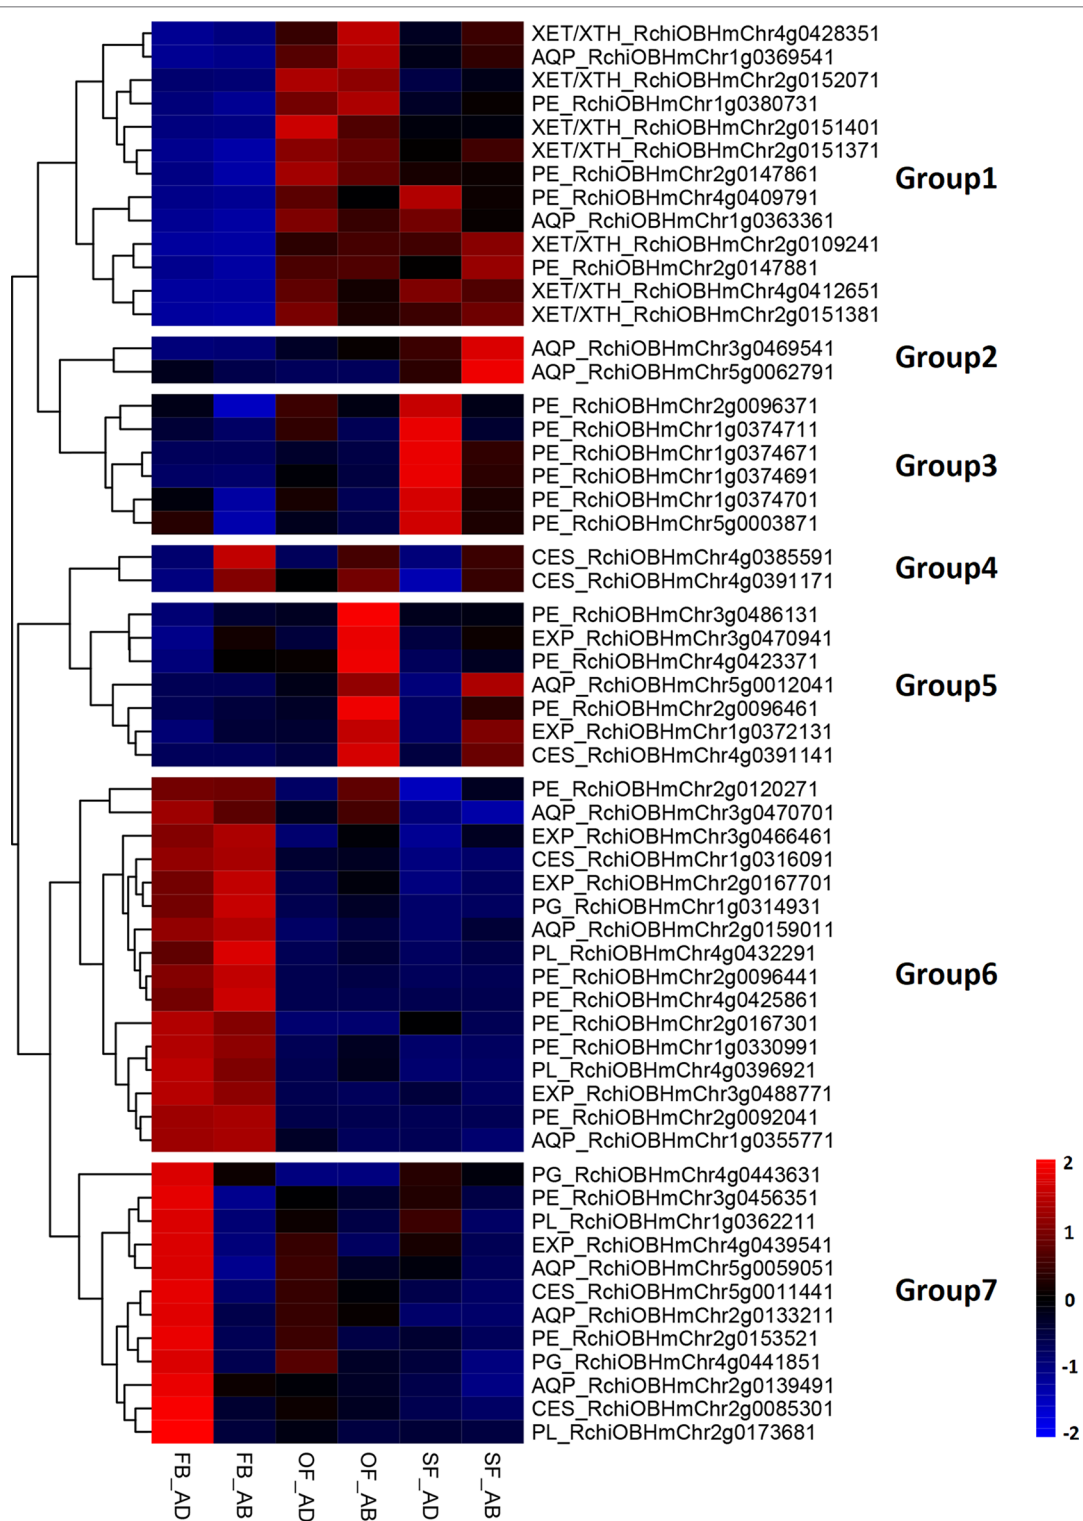 XET/XTH_RchiOBHmChr4g0428351
AQP_RchiOBHmChr1g0369541
XET/XTH_RchiOBHmChr2g0152071
PE_RchiOBHmChr1g0380731
XET/XTH_RchiOBHmChr2g0151401
XET/XTH_RchiOBHmChr2g0151371
PE_RchiOBHmChr2g0147861
PE_RchiOBHmChr4g0409791
AQP_RchiOBHmChr1g0363361
XET/XTH_RchiOBHmChr2g0109241
PE_RchiOBHmChr2g0147881
XET/XTH_RchiOBHmChr4g0412651
XET/XTH_RchiOBHmChr2g0151381
Group1
AQP_RchiOBHmChr3g0469541
AQP_RchiOBHmChr5g0062791
Group2
PE_RchiOBHmChr2g0096371
PE_RchiOBHmChr1g0374711
PE_RchiOBHmChr1g0374671
PE_RchiOBHmChr1g0374691
PE_RchiOBHmChr1g0374701
PE_RchiOBHmChr5g0003871
Group3
CES_RchiOBHmChr4g0385591
CES_RchiOBHmChr4g0391171
Group4
PE_RchiOBHmChr3g0486131
EXP_RchiOBHmChr3g0470941
PE_RchiOBHmChr4g0423371
AQP_RchiOBHmChr5g0012041
PE_RchiOBHmChr2g0096461
EXP_RchiOBHmChr1g0372131
CES_RchiOBHmChr4g0391141
Group5
PE_RchiOBHmChr2g0120271
AQP_RchiOBHmChr3g0470701
EXP_RchiOBHmChr3g0466461
CES_RchiOBHmChr1g0316091
EXP_RchiOBHmChr2g0167701
PG_RchiOBHmChr1g0314931
AQP_RchiOBHmChr2g0159011
PL_RchiOBHmChr4g0432291
PE_RchiOBHmChr2g0096441
PE_RchiOBHmChr4g0425861
PE_RchiOBHmChr2g0167301
PE_RchiOBHmChr1g0330991
PL_RchiOBHmChr4g0396921
EXP_RchiOBHmChr3g0488771
PE_RchiOBHmChr2g0092041
AQP_RchiOBHmChr1g0355771
Group6
PG_RchiOBHmChr4g0443631
PE_RchiOBHmChr3g0456351
PL_RchiOBHmChr1g0362211
EXP_RchiOBHmChr4g0439541
AQP_RchiOBHmChr5g0059051
CES_RchiOBHmChr5g0011441
AQP_RchiOBHmChr2g0133211
PE_RchiOBHmChr2g0153521
PG_RchiOBHmChr4g0441851
AQP_RchiOBHmChr2g0139491
CES_RchiOBHmChr2g0085301
PL_RchiOBHmChr2g0173681
Group7
2
1
0
-1
-2
FB_AD
FB_AB
OF_AD
OF_AB
SF_AD
SF_AB